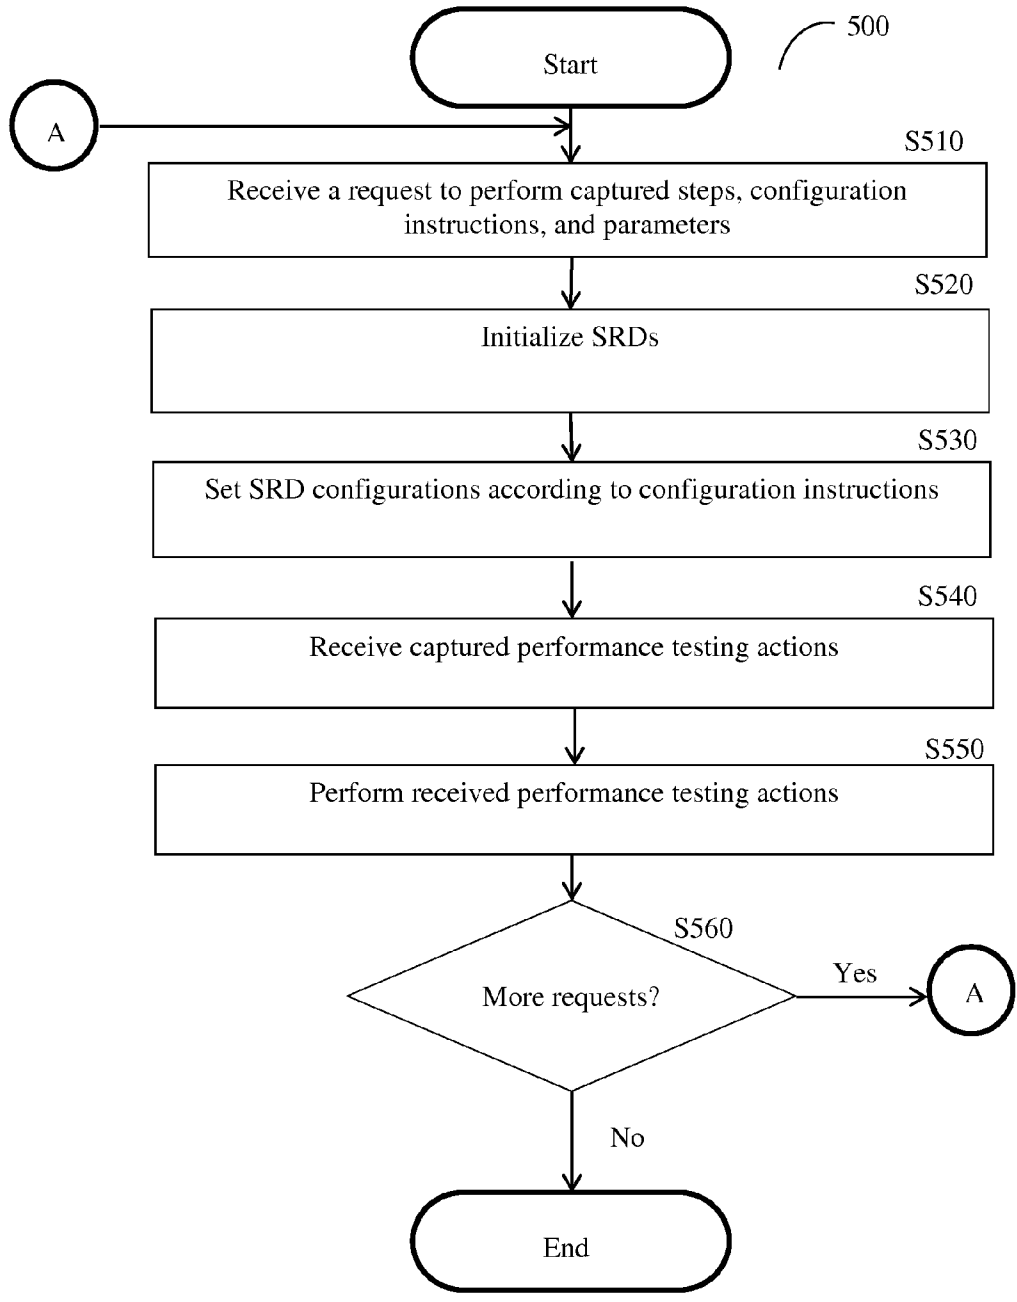 500
Start
A
S510
Receive a request to perform captured steps, configuration
instructions, and parameters
S520
Initialize SRDs
S530
Set SRD configurations according to configuration instructions
S540
Receive captured performance testing actions
S550
Perform received performance testing actions
S560
More requests?
Yes
A
No
End